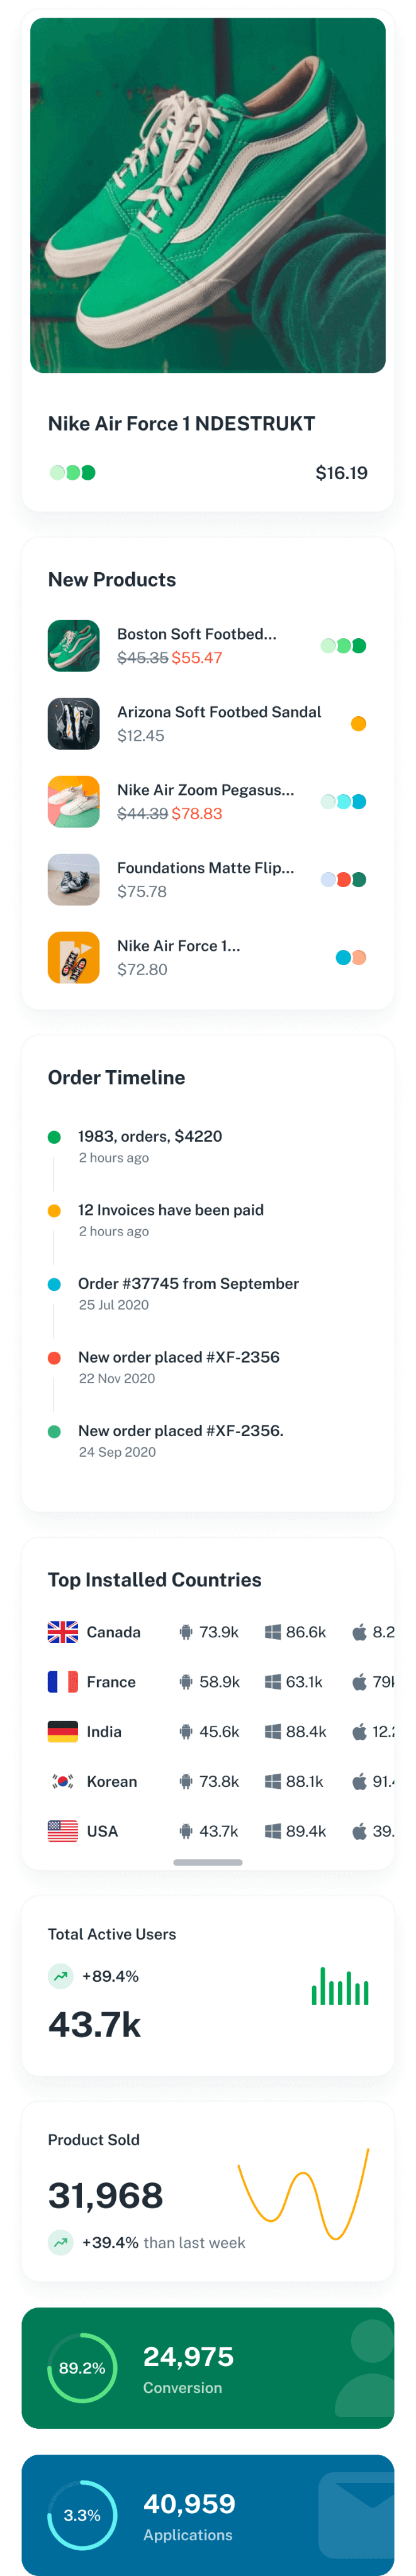 Nike Air Force 1 NDESTRUKT
$16.19
New Products
Boston Soft Footbed...
$45.35 $55.47
Arizona Soft Footbed Sandal
$12.45
Nike Air Zoom Pegasus...
$44.39 $78.83
Foundations Matte Flip...
$75.78
Nike Air Force 1...
$72.80
Order Timeline
1983, orders, $4220
2 hours ago
12 Invoices have been paid
2 hours ago
Order #37745 from September
25 Jul 2020
New order placed #XF-2356
22 Nov 2020
New order placed #XF-2356.
24 Sep 2020
Top Installed Countries
Canada 73.9k 86.6k 8.2
France 58.9k 63.1k 79k
India 45.6k 88.4k 12.2
Korean 73.8k 88.1k 91.4
USA 43.7k 89.4k 39.
Total Active Users
+89.4%
43.7k
Product Sold
31,968
+39.4% than last week
89.2%
24,975
Conversion
3.3%
40,959
Applications